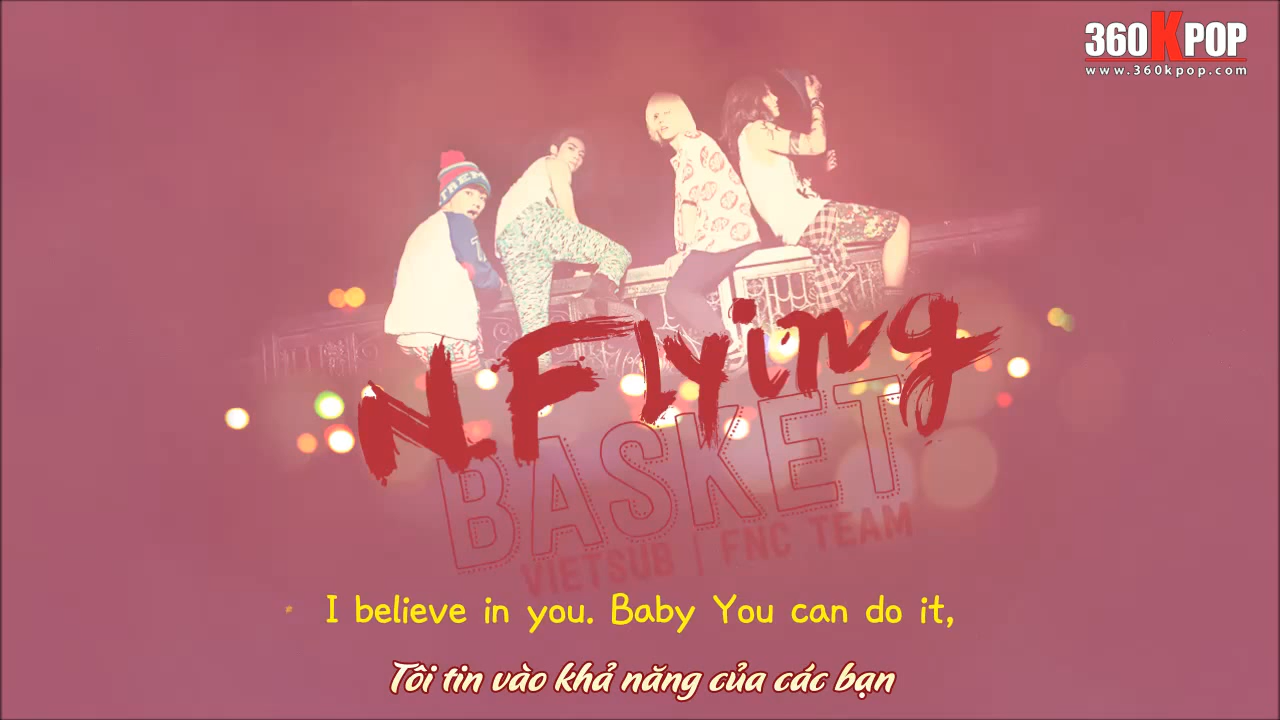 360KPOP
www.360kpop.com
N.Flying
BASKET
VIETSUB | FNC TEAM
I believe in you. Baby You can do it,
Tôi tin vào khả năng của các bạn